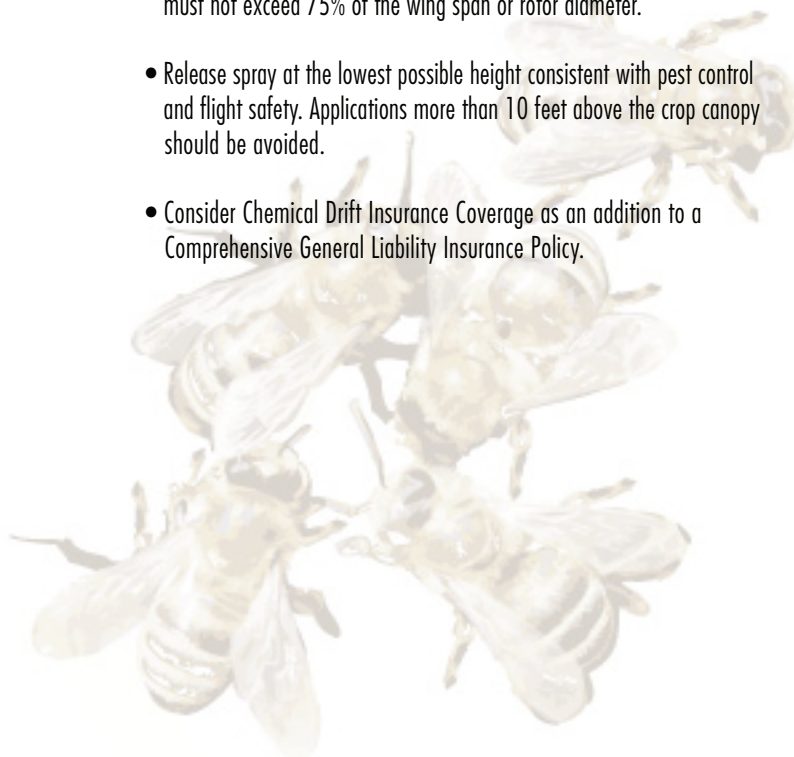 must not exceed 75% of the wing span or rotor diameter.
• Release spray at the lowest possible height consistent with pest control
and flight safety. Applications more than 10 feet above the crop canopy
should be avoided.
• Consider Chemical Drift Insurance Coverage as an addition to a
Comprehensive General Liability Insurance Policy.